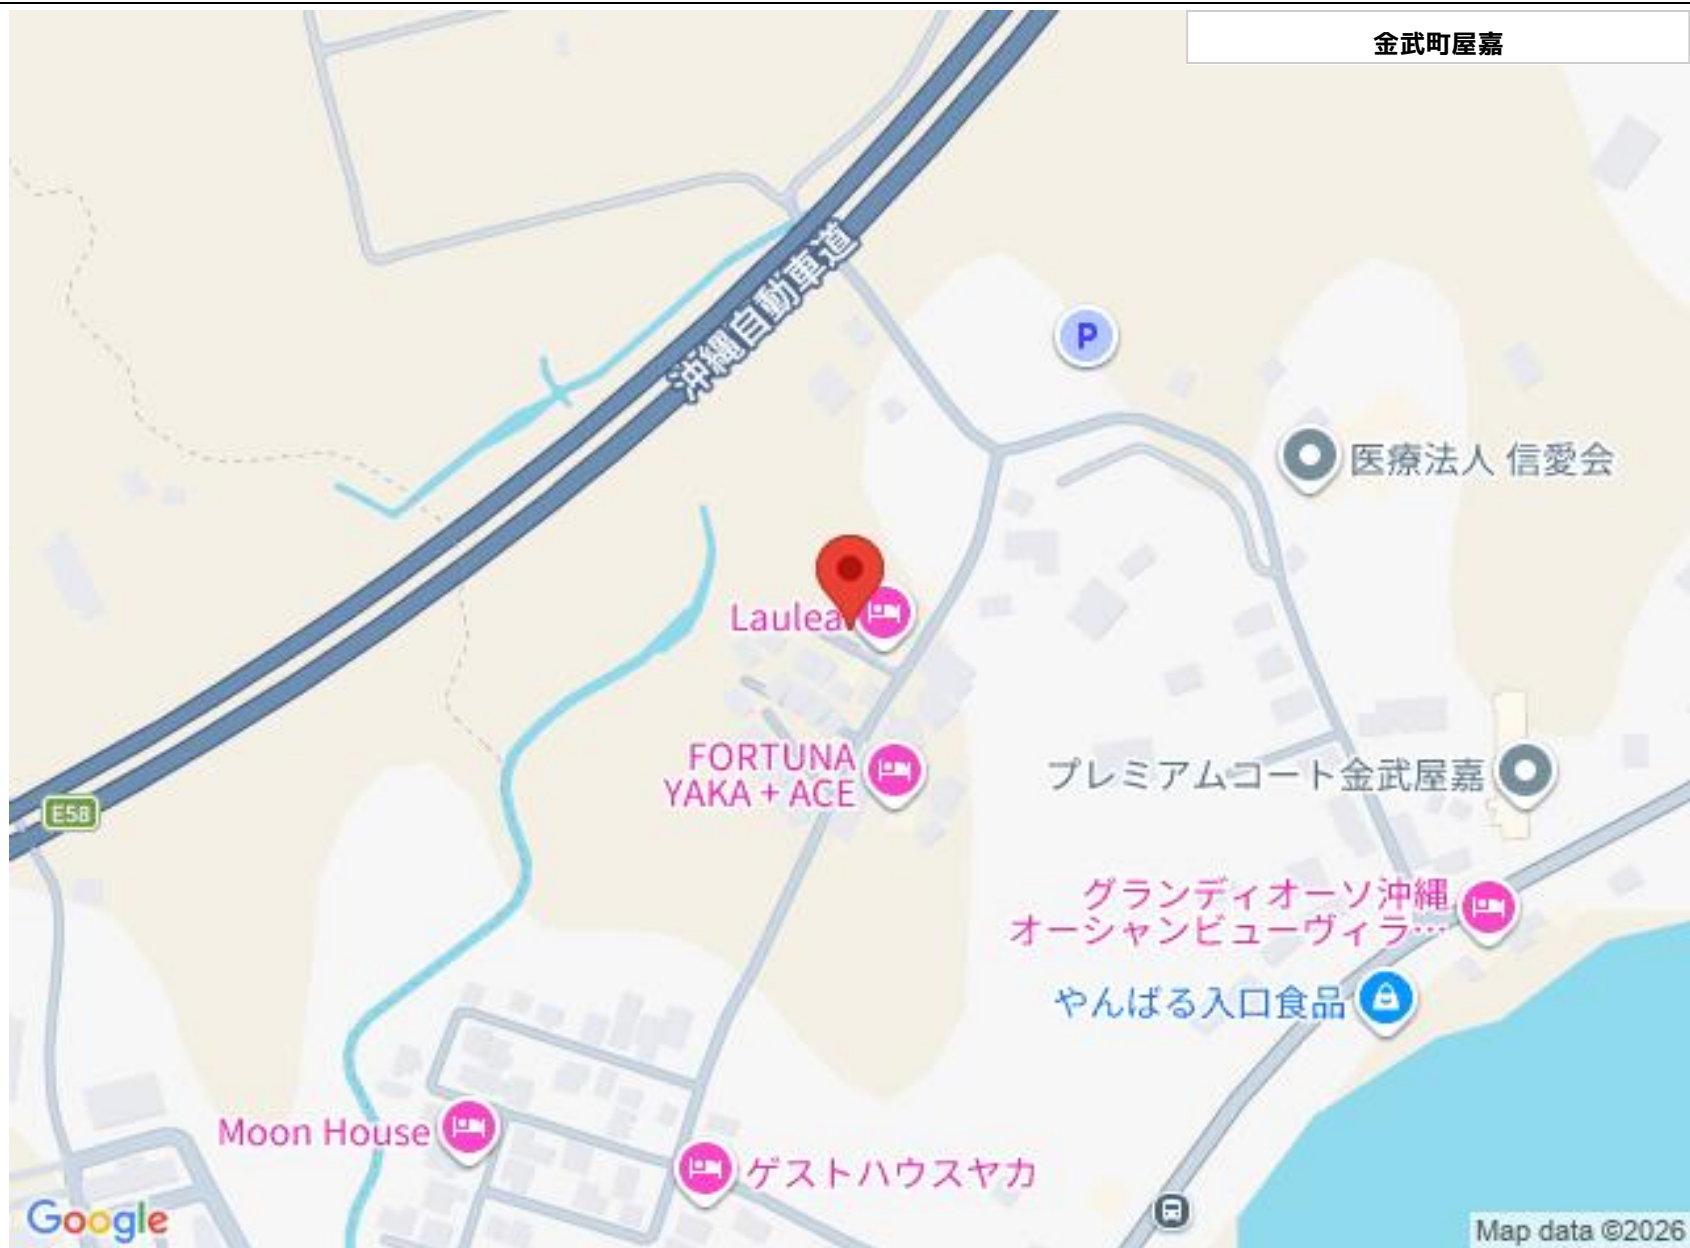 金武町屋嘉
沖縄自動車道
P
医療法人 信愛会
Laulea
FORTUNA
YAKA + ACE
プレミアムコート金武屋嘉
E58
グランディオーソ沖縄
オーシャンビューヴィラ…
やんばる入口食品
Moon House
ゲストハウスヤカ
Google
Map data ©2026